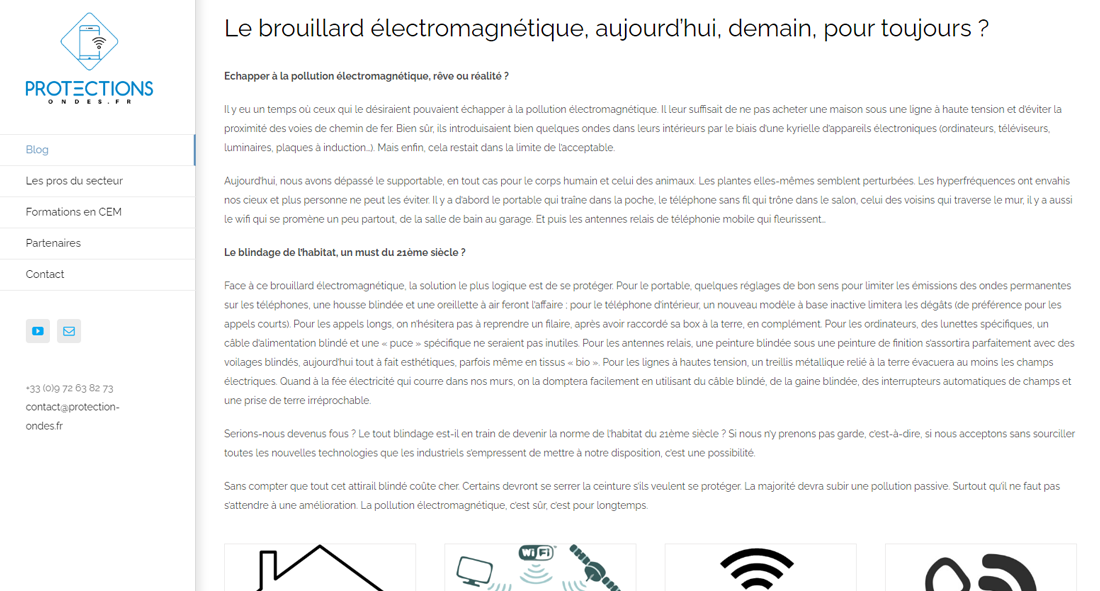 PROTECTIONS
ONDES.FR
Blog
Les pros du secteur
Formations en CEM
Partenaires
Contact
+33 (0)9 72 63 82 73
contact@protection-
ondes.fr
Le brouillard électromagnétique, aujourd'hui, demain, pour toujours ?
Echapper à la pollution électromagnétique, rêve ou réalité ?
Il y eu un temps où ceux qui le désiraient pouvaient échapper à la pollution électromagnétique. Il leur suffisait de ne pas acheter une maison sous une ligne à haute tension et d'éviter la
proximité des voies de chemin de fer. Bien sûr, ils introduisaient bien quelques ondes dans leurs intérieurs par le biais d'une kyrielle d'appareils électroniques (ordinateurs, téléviseurs,
luminaires, plaques à induction…). Mais enfin, cela restait dans la limite de l'acceptable.
Aujourd'hui, nous avons dépassé le supportable, en tout cas pour le corps humain et celui des animaux. Les plantes elles-mêmes semblent perturbées. Les hyperfréquences ont envahis
nos cieux et plus personne ne peut les éviter. Il y a d'abord le portable qui traîne dans la poche, le téléphone sans fil qui trône dans le salon, celui des voisins qui traverse le mur, il y a aussi
le wifi qui se promène un peu partout, de la salle de bain au garage. Et puis les antennes relais de téléphonie mobile qui fleurissent…
Le blindage de l'habitat, un must du 21ème siècle ?
Face à ce brouillard électromagnétique, la solution le plus logique est de se protéger. Pour le portable, quelques réglages de bon sens pour limiter les émissions des ondes permanentes
sur les téléphones, une housse blindée et une oreillette à air feront l'affaire ; pour le téléphone d'intérieur, un nouveau modèle à base inactive limitera les dégâts (de préférence pour les
appels courts). Pour les appels longs, on n'hésitera pas à reprendre un filaire, après avoir raccordé sa box à la terre, en complément. Pour les ordinateurs, des lunettes spécifiques, un
câble d'alimentation blindé et une « puce » spécifique ne seraient pas inutiles. Pour les antennes relais, une peinture blindée sous une peinture de finition s'assortira parfaitement avec des
voilages blindés, aujourd'hui tout à fait esthétiques, parfois même en tissus « bio ». Pour les lignes à hautes tension, un treillis métallique relié à la terre évacuera au moins les champs
électriques. Quand à la fée électricité qui courre dans nos murs, on la domptera facilement en utilisant du câble blindé, de la gaine blindée, des interrupteurs automatiques de champs et
une prise de terre irréprochable.
Serions-nous devenus fous ? Le tout blindage est-il en train de devenir la norme de l'habitat du 21ème siècle ? Si nous n'y prenons pas garde, c'est-à-dire, si nous acceptons sans sourciller
toutes les nouvelles technologies que les industriels s'empressent de mettre à notre disposition, c'est une possibilité.
Sans compter que tout cet attirail blindé coûte cher. Certains devront se serrer la ceinture s'ils veulent se protéger. La majorité devra subir une pollution passive. Surtout qu'il ne faut pas
s'attendre à une amélioration. La pollution électromagnétique, c'est sûr, c'est pour longtemps.
WiFi